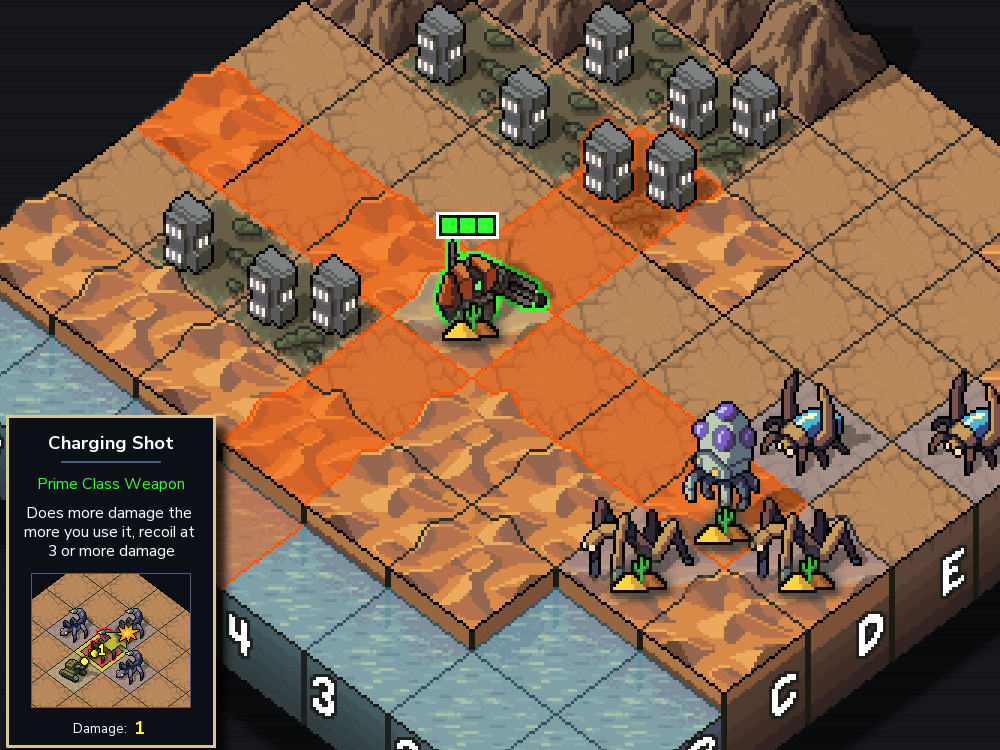 Charging Shot
Prime Class Weapon
Does more damage the
more you use it, recoil at
3 or more damage
1
Damage: 1
4
3
C
D
E